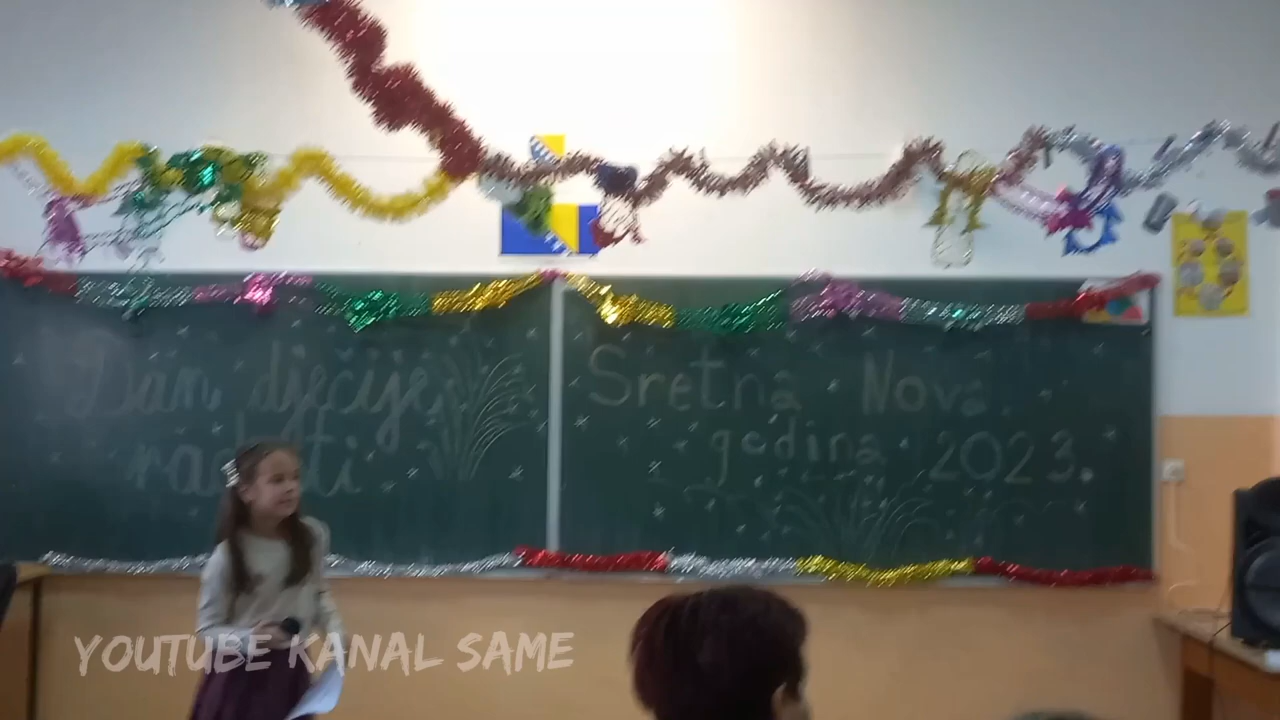 Dan dječije
radosti
Sretna Nova
godina 2023.
YOUTUBE KANAL SAME